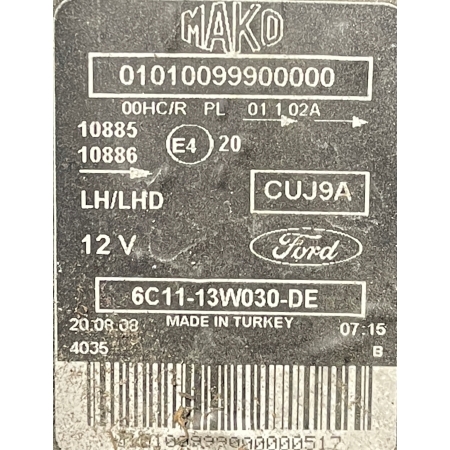 MAKO
01010099900000
00HC/R PL 01 1 02A
10885
10886
E4 20
LH/LHD
CUJ9A
12 V
Ford
6C11-13W030-DE
20.08.08 MADE IN TURKEY 07:15
4035 B